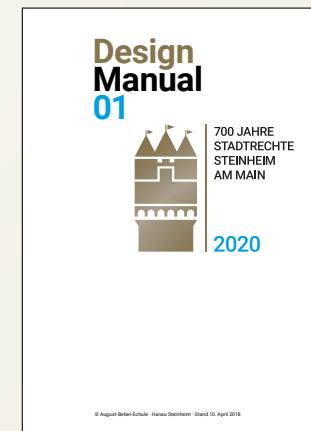 Design
Manual
01
700 JAHRE
STADTRECHTE
STEINHEIM
AM MAIN
2020
© August-Bebel-Schule · Hanau Steinheim · Stand 10. April 2018